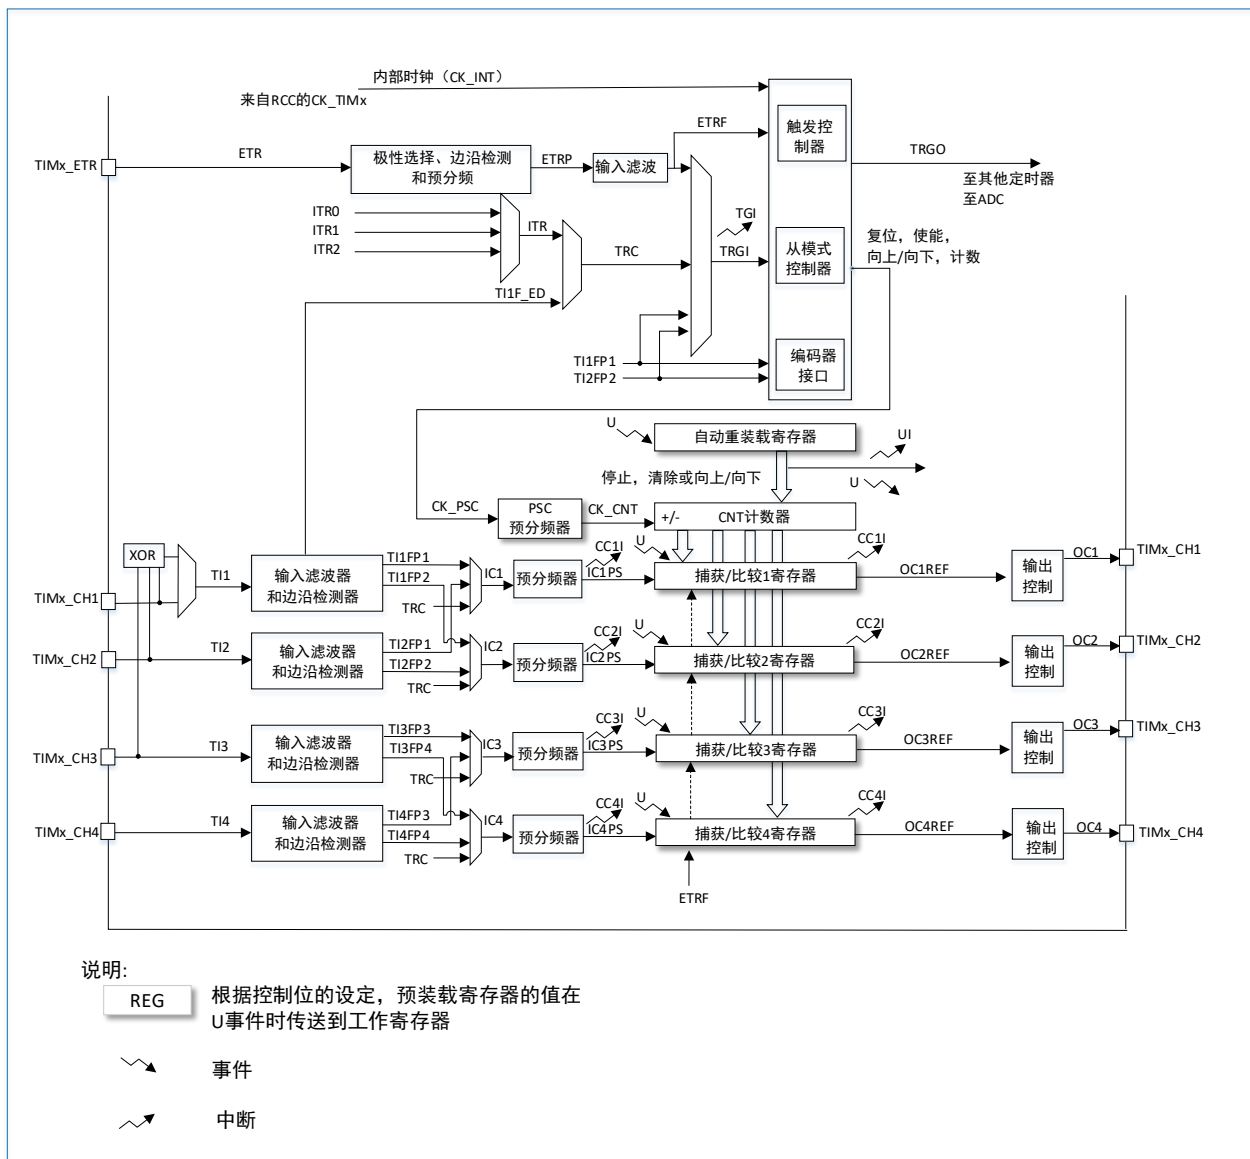 内部时钟（CK_INT）
来自RCC的CK_TIMx
触发控
制器
ETRF
TRGO
TIMx_ETR
ETR
极性选择、边沿检测
和预分频
ETRP
输入滤波
至其他定时器
至ADC
ITR0
ITR1
ITR2
ITR
TRC
TGI
TRGI
从模式
控制器
复位，使能，
向上/向下，计数
TI1F_ED
TI1FP1
TI2FP2
编码器
接口
U
自动重装载寄存器
UI
U
停止，清除或向上/向下
CK_PSC
PSC
预分频器
CK_CNT
+/-
CNT计数器
XOR
TI1
输入滤波器
和边沿检测器
TI1FP1
TI1FP2
TRC
IC1
预分频器
CC1I
IC1PS
U
捕获/比较1寄存器
CC1I
OC1REF
输出
控制
OC1
TIMx_CH1
TIMx_CH1
TIMx_CH2
TI2
输入滤波器
和边沿检测器
TI2FP1
TI2FP2
TRC
IC2
预分频器
CC2I
IC2PS
U
捕获/比较2寄存器
CC2I
OC2REF
输出
控制
OC2
TIMx_CH2
TIMx_CH3
TI3
输入滤波器
和边沿检测器
TI3FP3
TI3FP4
TRC
IC3
预分频器
CC3I
IC3PS
U
捕获/比较3寄存器
CC3I
OC3REF
输出
控制
OC3
TIMx_CH3
TIMx_CH4
TI4
输入滤波器
和边沿检测器
TI4FP3
TI4FP4
TRC
IC4
预分频器
CC4I
IC4PS
U
捕获/比较4寄存器
CC4I
OC4REF
输出
控制
OC4
TIMx_CH4
ETRF
说明:
REG
根据控制位的设定，预装载寄存器的值在
U事件时传送到工作寄存器
事件
中断